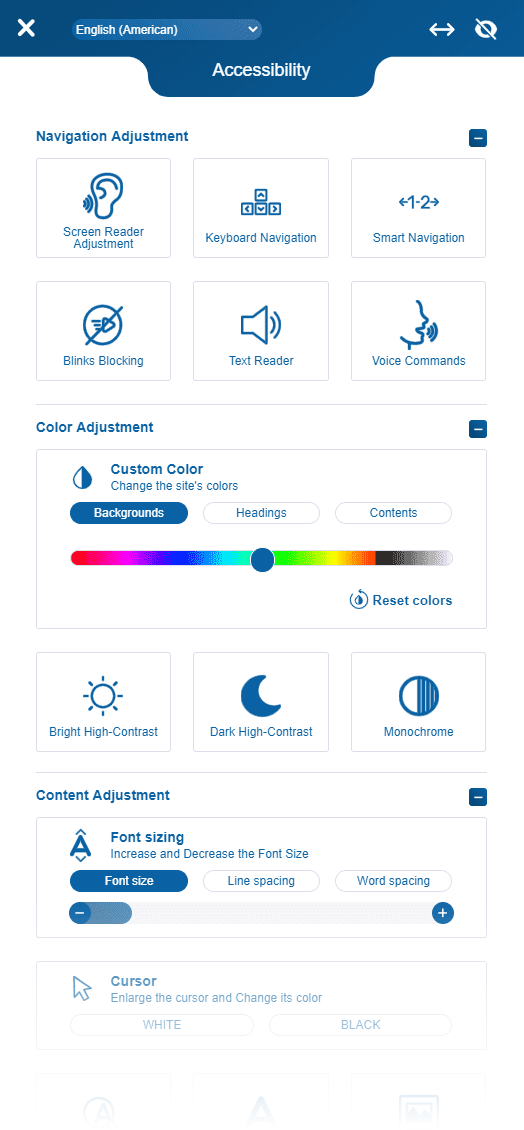 English (American)
Accessibility
Navigation Adjustment
Screen Reader
Adjustment
Keyboard Navigation
1-2
Smart Navigation
Blinks Blocking
Text Reader
Voice Commands
Color Adjustment
Custom Color
Change the site's colors
Backgrounds
Headings
Contents
Reset colors
Bright High-Contrast
Dark High-Contrast
Monochrome
Content Adjustment
Font sizing
Increase and Decrease the Font Size
Font size
Line spacing
Word spacing
Cursor
Enlarge the cursor and Change its color
WHITE
BLACK